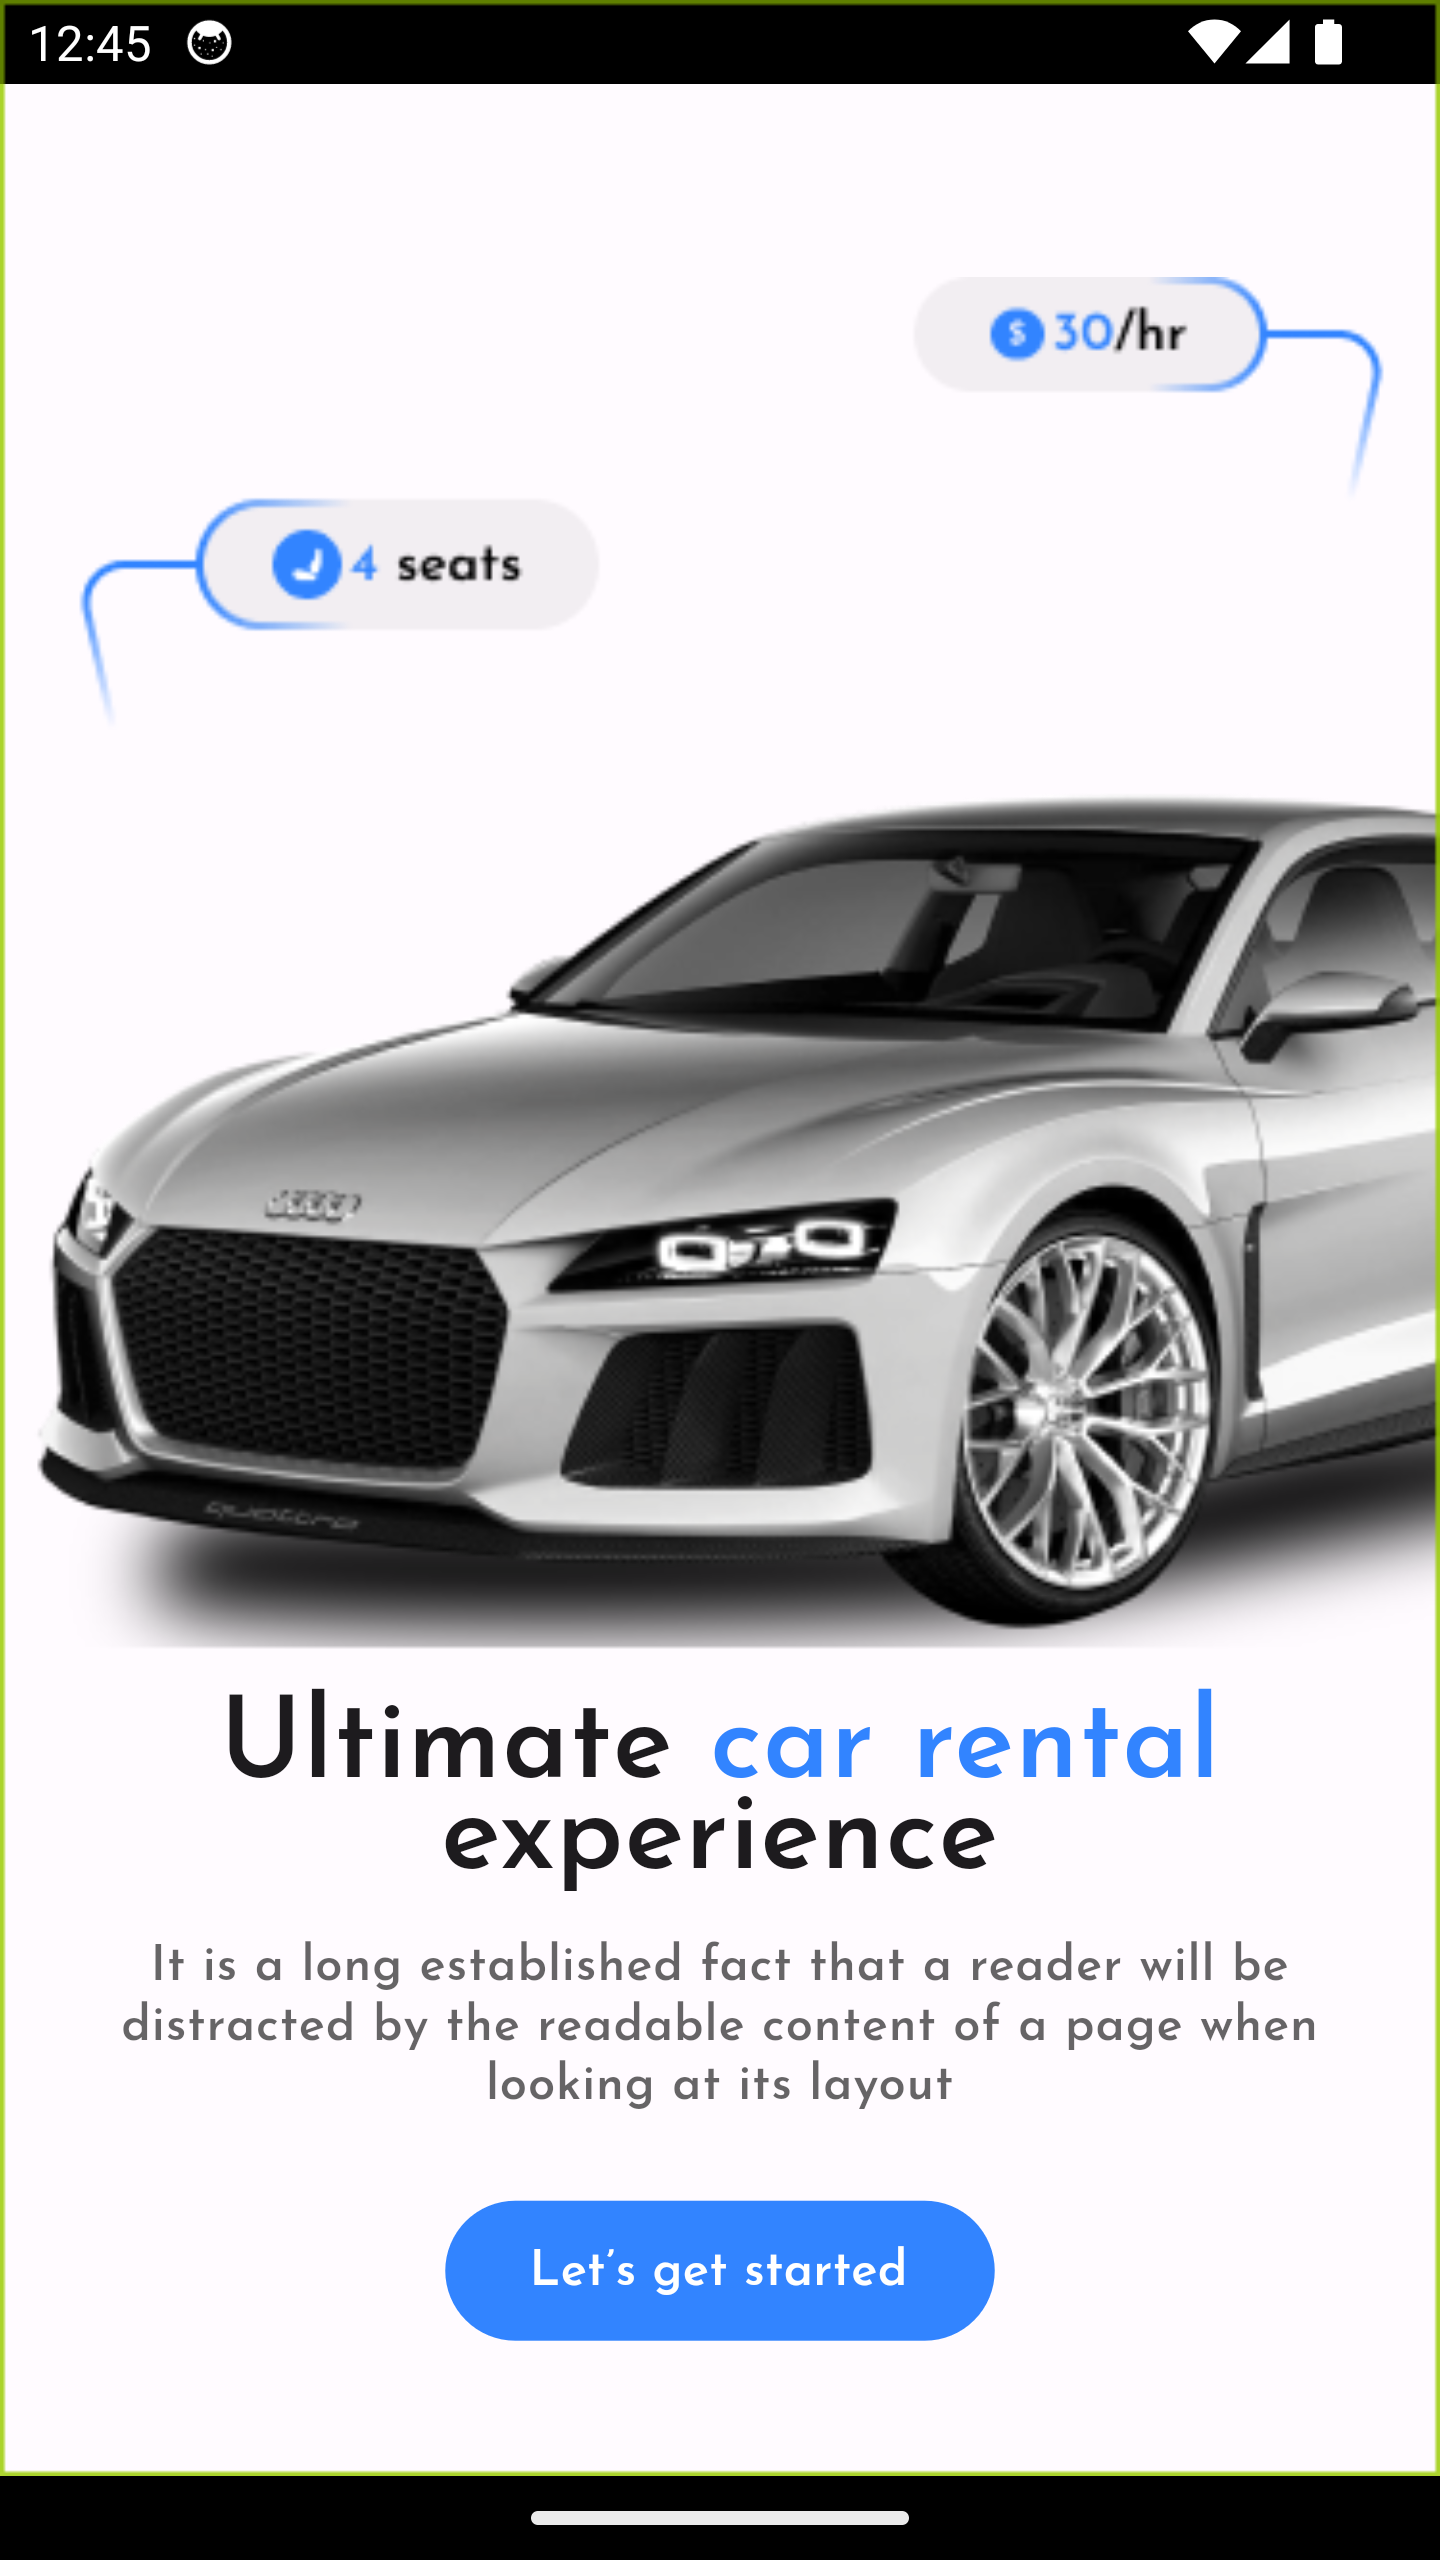 12:45
$ 30/hr
4 seats
quattro
Ultimate car rental
experience
It is a long established fact that a reader will be
distracted by the readable content of a page when
looking at its layout
Let's get started